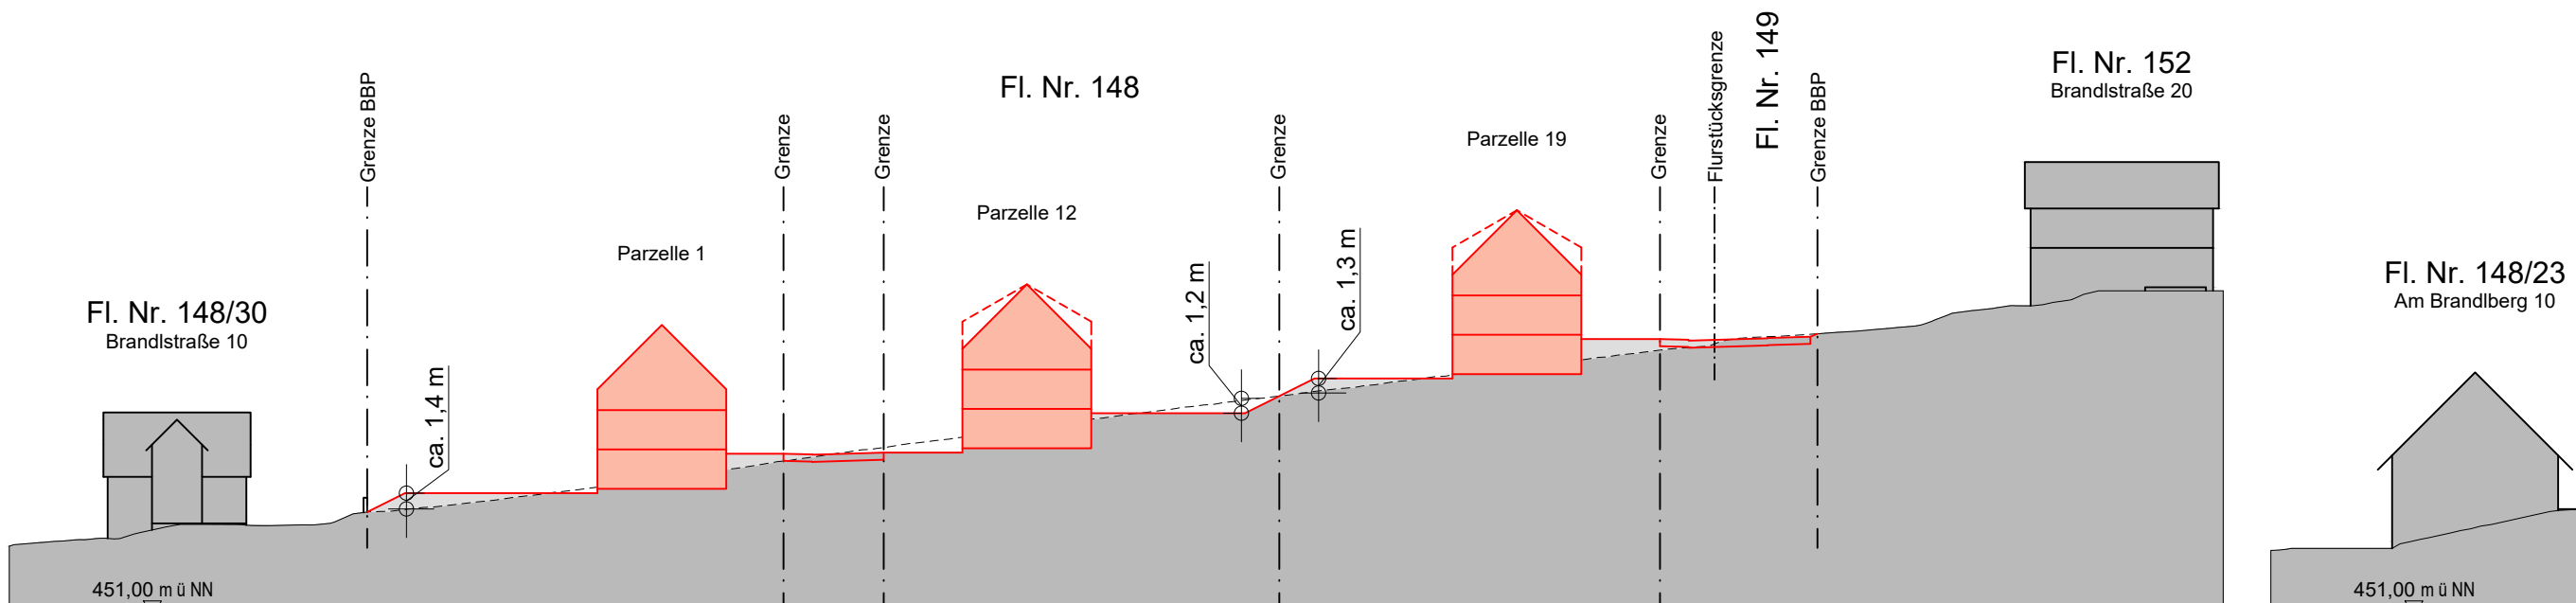 Fl. Nr. 148/30
Brandlstraße 10
Grenze BBP
ca. 1,4 m
Parzelle 1
Grenze
Grenze
Fl. Nr. 148
Parzelle 12
ca. 1,2 m
Grenze
ca. 1,3 m
Parzelle 19
Grenze
Flurstücksgrenze
Fl. Nr. 149
Grenze BBP
Fl. Nr. 152
Brandlstraße 20
Fl. Nr. 148/23
Am Brandlberg 10
451,00 m ü NN
451,00 m ü NN